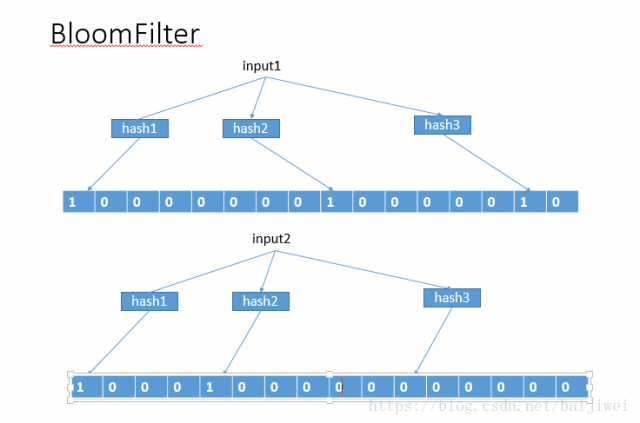 BloomFilter
input1
hash1 hash2 hash3
1 0 0 0 0 0 0 0 1 0 0 0 0 0 1 0
input2
hash1 hash2 hash3
1 0 0 0 1 0 0 0 0 0 0 0 0 0 0 0
https://blog.csdn.net/baijiwei